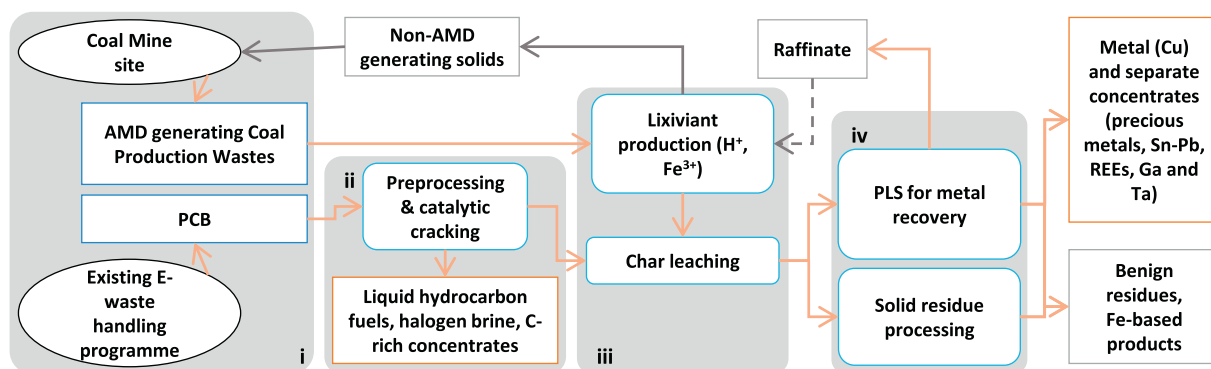 Coal Mine
site
Non-AMD
generating solids
Raffinate
Metal (Cu)
and separate
concentrates
(precious
metals, Sn-Pb,
REEs, Ga and
Ta)
AMD generating Coal
Production Wastes
Lixiviant
production (H⁺,
Fe³⁺)
iv
ii
Preprocessing
& catalytic
cracking
PLS for metal
recovery
PCB
Char leaching
Existing E-
waste
handling
programme
i
Liquid hydrocarbon
fuels, halogen brine, C-
rich concentrates
iii
Solid residue
processing
Benign
residues,
Fe-based
products